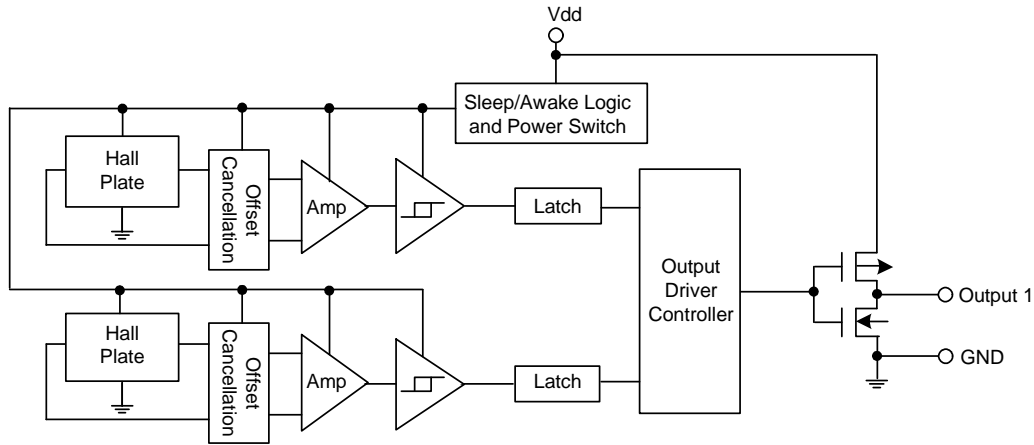 Vdd
Sleep/Awake Logic
and Power Switch
Hall
Plate
Offset
Cancellation
Amp
Latch
Output
Driver
Controller
Output 1
GND
Hall
Plate
Offset
Cancellation
Amp
Latch